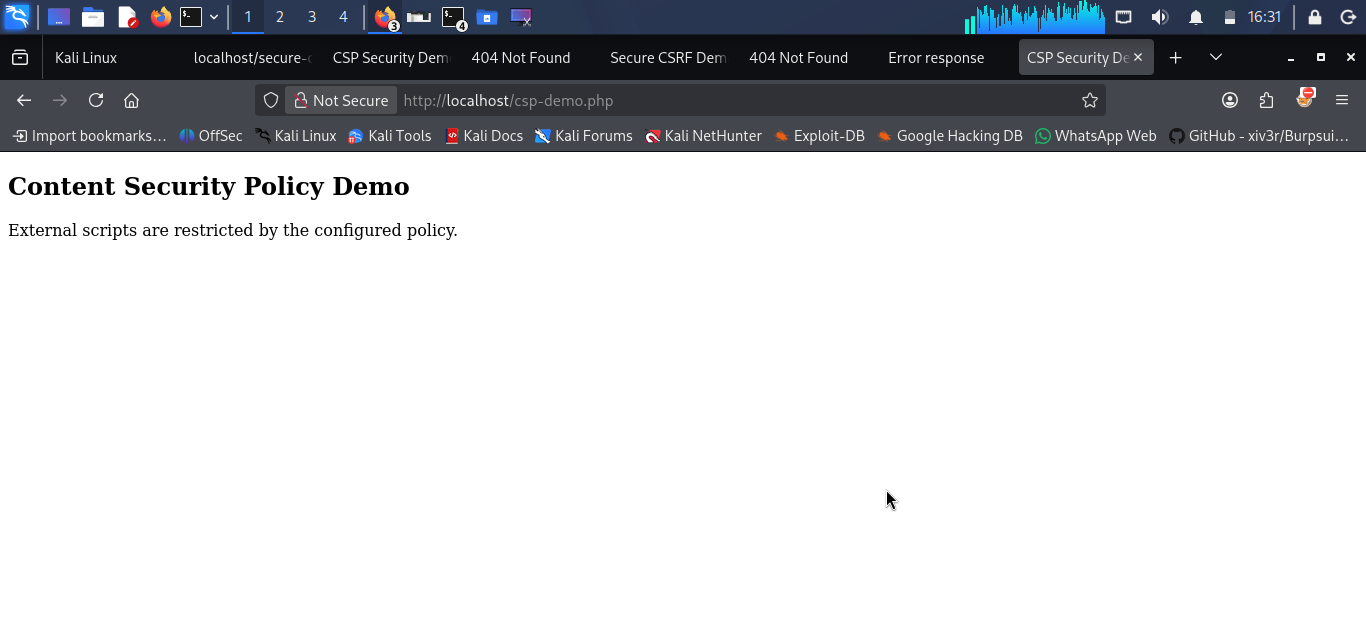 1 2 3 4 3 4 16:31
Kali Linux localhost/secure- CSP Security Dem 404 Not Found Secure CSRF Dem 404 Not Found Error response CSP Security De
Not Secure http://localhost/csp-demo.php
Import bookmarks… OffSec Kali Linux Kali Tools Kali Docs Kali Forums Kali NetHunter Exploit-DB Google Hacking DB WhatsApp Web GitHub - xiv3r/Burpsui…
Content Security Policy Demo
External scripts are restricted by the configured policy.